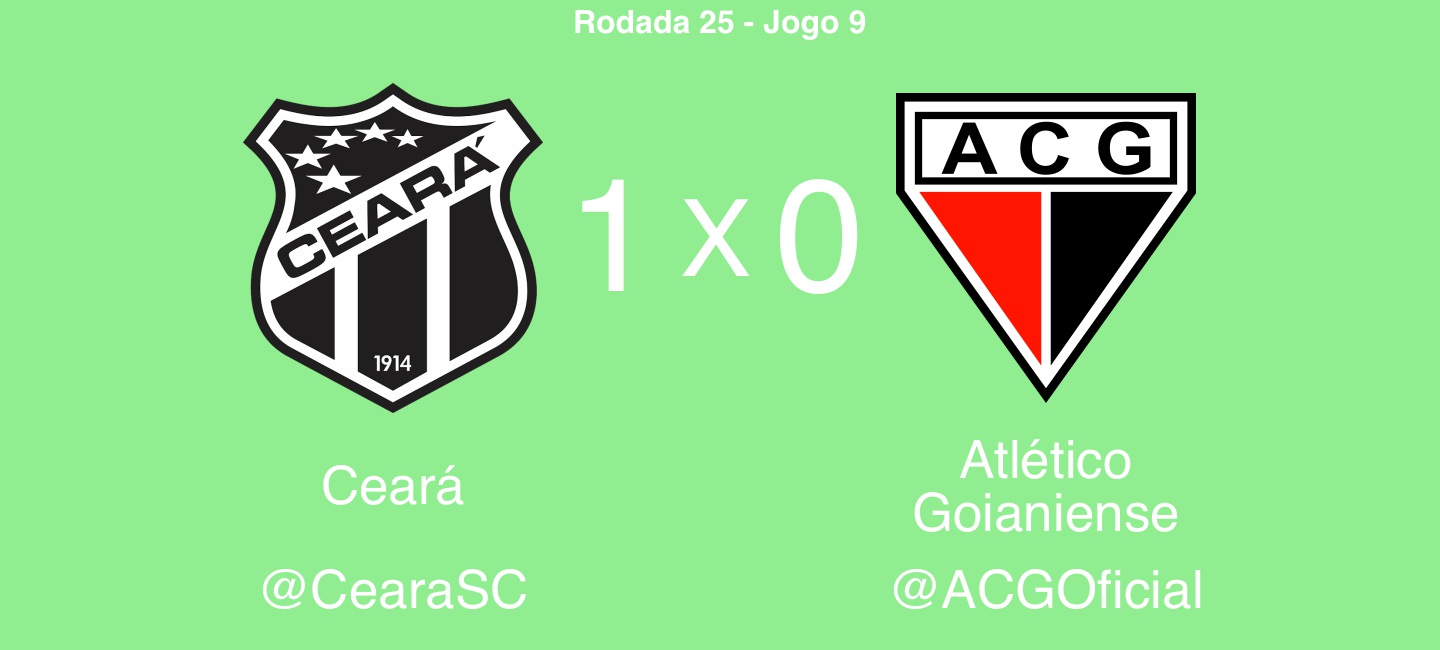 Rodada 25 - Jogo 9
CEARÁ
1914
1 x 0
A C G
Ceará
Atlético
Goianiense
@CearaSC
@ACGOficial